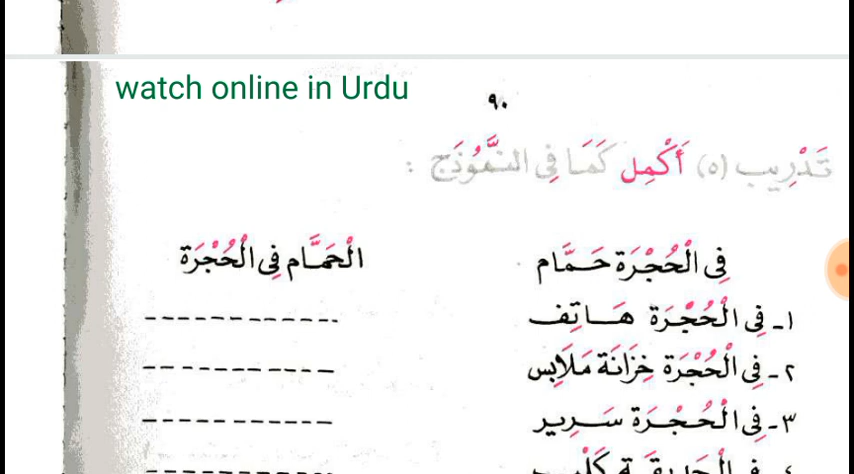 watch online in Urdu
٩٠
تَدْرِيب (٥) أَكْمِل كَمَا فِى النَّمُوذَج :
فِى الْحُجْرَة حَمَّام الْحَمَّام فِى الْحُجْرَة
١- فِى الْحُجْرَة هَاتِف ------------
٢- فِى الْحُجْرَة خِزَانَة مَلَابِس ------------
٣- فِى الْحُجْرَة سَرِير ------------